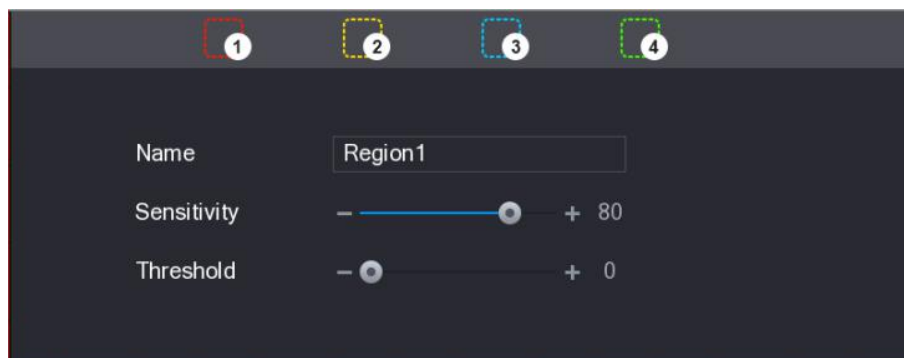 1 2 3 4
Name Region1
Sensitivity − + 80
Threshold − + 0